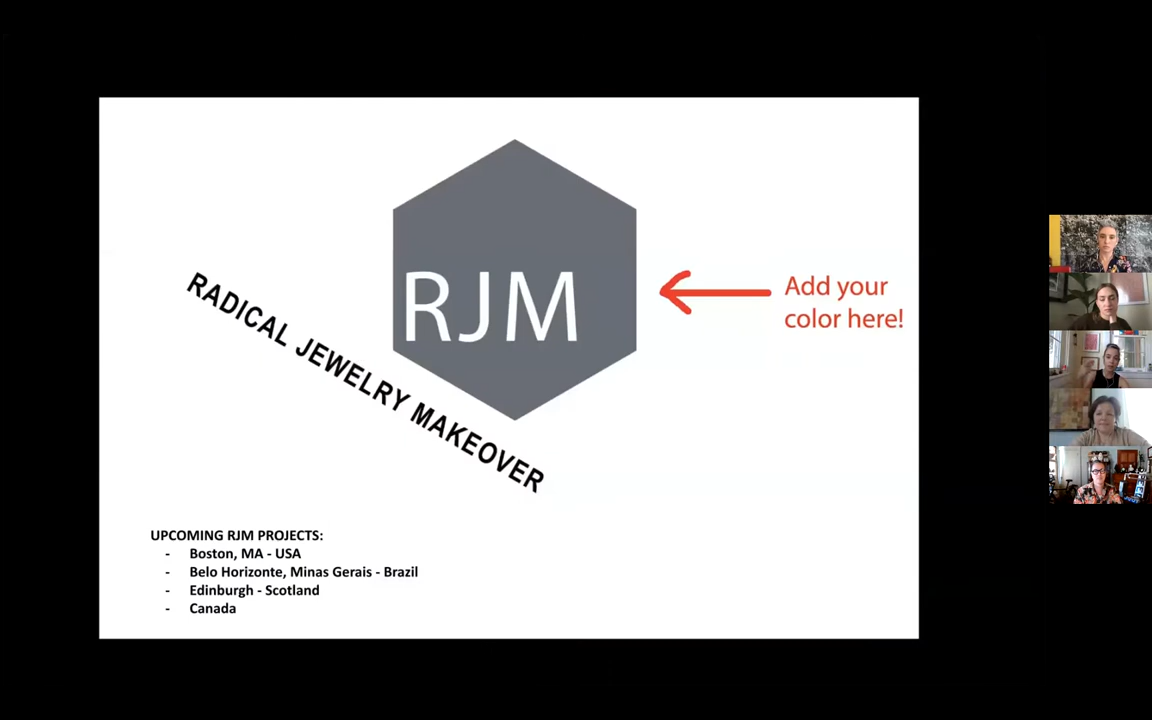 RJM
Add your
color here!
RADICAL JEWELRY MAKEOVER
UPCOMING RJM PROJECTS:
- Boston, MA - USA
- Belo Horizonte, Minas Gerais - Brazil
- Edinburgh - Scotland
- Canada